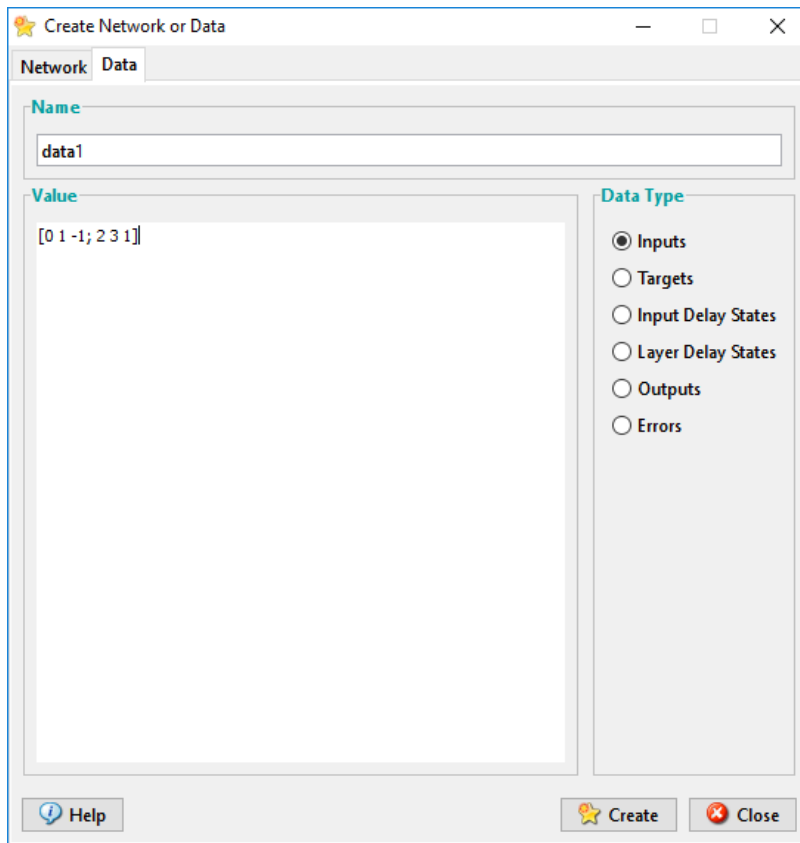 Create Network or Data
Network Data
Name
data1
Value
[0 1 -1; 2 3 1]
Data Type
Inputs
Targets
Input Delay States
Layer Delay States
Outputs
Errors
Help
Create
Close